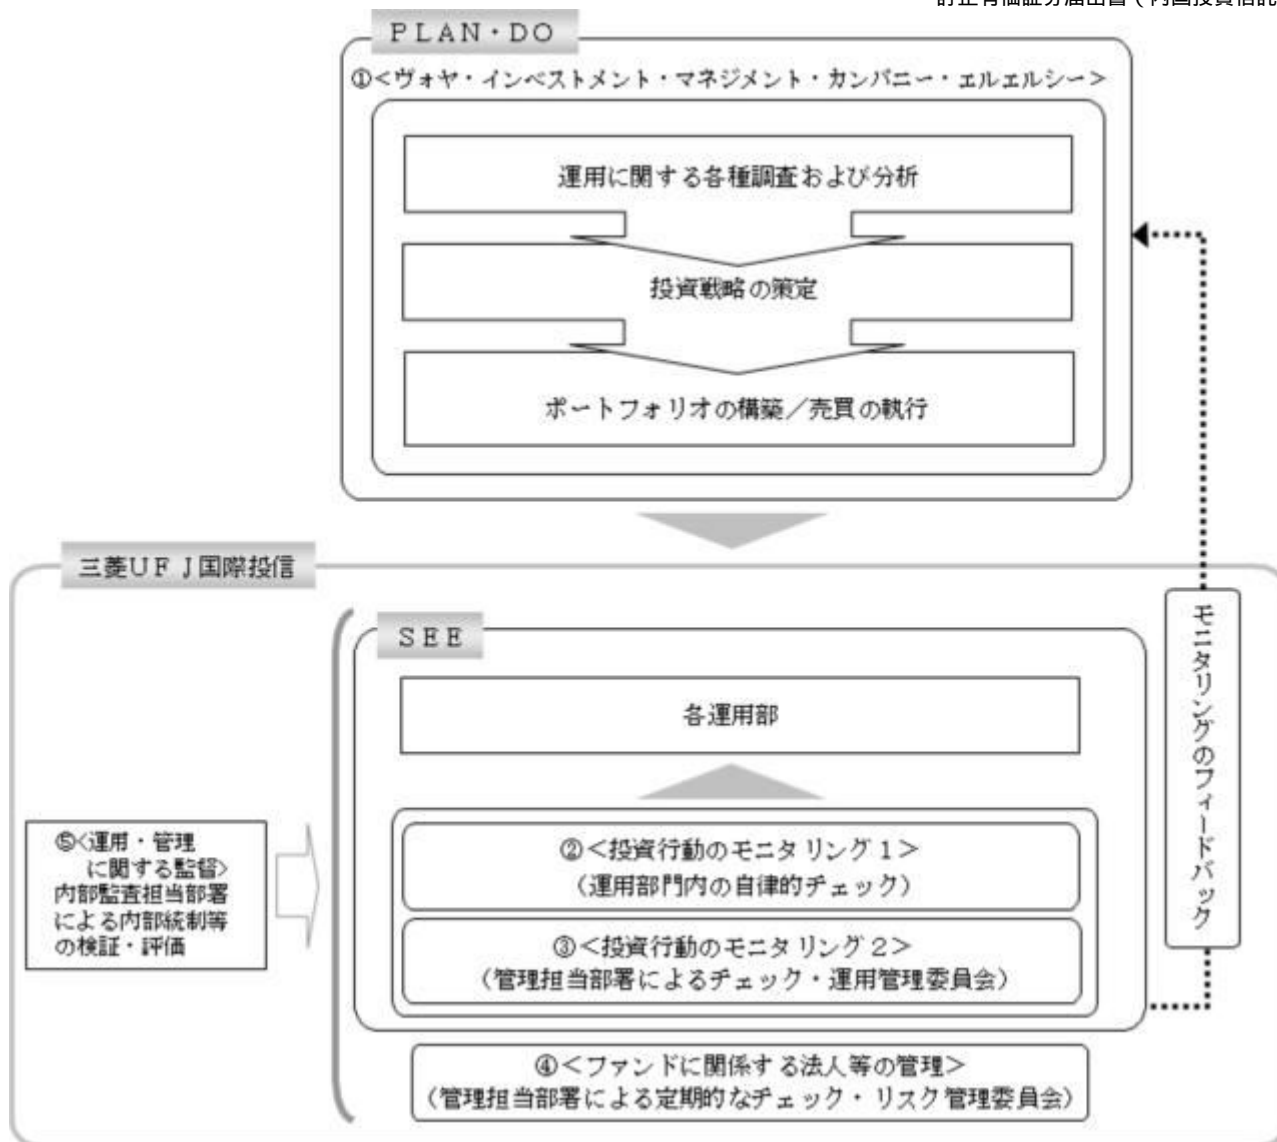 PLAN・DO
①<ヴォヤ・インベストメント・マネジメント・カンパニー・エルエルシー>
運用に関する各種調査および分析
投資戦略の策定
ポートフォリオの構築／売買の執行
三菱UFJ国際投信
SEE
各運用部
②<投資行動のモニタリング1>
(運用部門内の自律的チェック)
③<投資行動のモニタリング2>
(管理担当部署によるチェック・運用管理委員会)
④<ファンドに関係する法人等の管理>
(管理担当部署による定期的なチェック・リスク管理委員会)
⑤<運用・管理
に関する監督>
内部監査担当部署
による内部統制等
の検証・評価
モニタリングのフィードバック